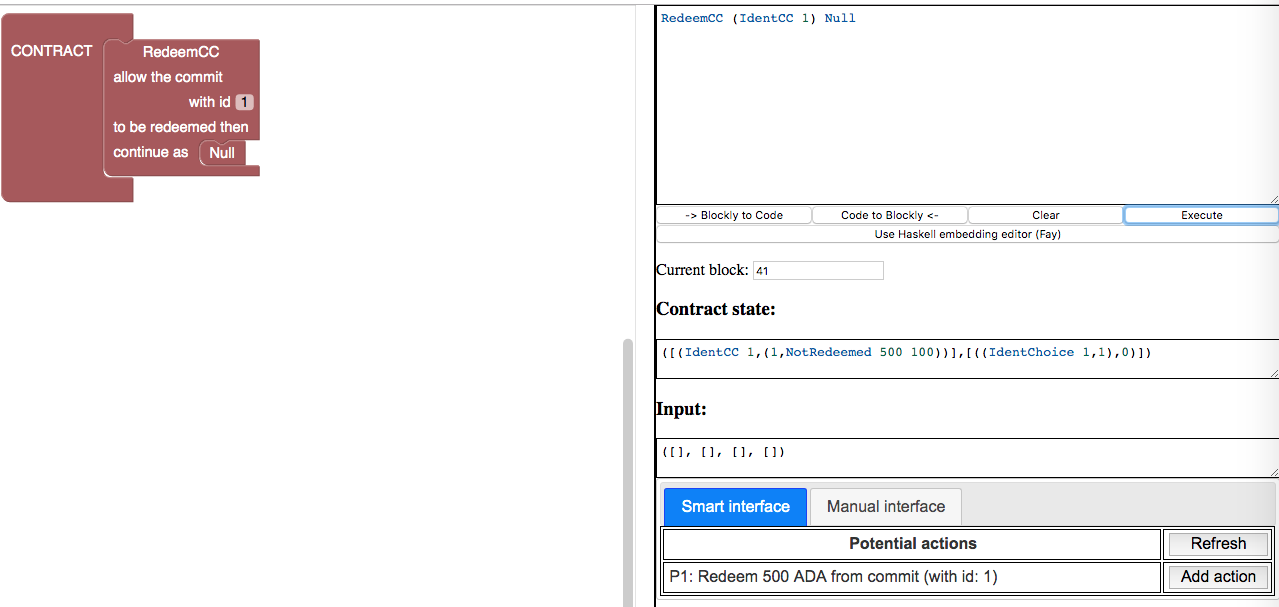 CONTRACT
RedeemCC
allow the commit
with id 1
to be redeemed then
continue as Null
RedeemCC (IdentCC 1) Null
-> Blockly to Code
Code to Blockly <-
Clear
Execute
Use Haskell embedding editor (Fay)
Current block: 41
Contract state:
([(IdentCC 1,(1,NotRedeemed 500 100))],[((IdentChoice 1,1),0)])
Input:
([], [], [], [])
Smart interface
Manual interface
Potential actions
Refresh
P1: Redeem 500 ADA from commit (with id: 1)
Add action